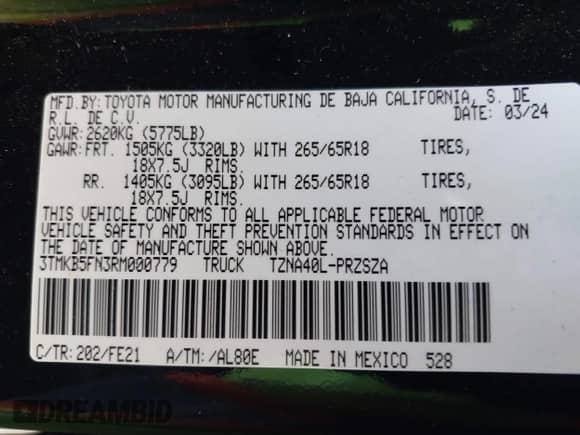 MFD.BY:TOYOTA MOTOR MANUFACTURING DE BAJA CALIFORNIA, S. DE
R.L. DE C.V. DATE: 03/24
GVWR:2620KG (5775LB)
GAWR:FRT. 1505KG (3320LB) WITH 265/65R18 TIRES,
18X7.5J RIMS.
RR. 1405KG (3095LB) WITH 265/65R18 TIRES,
18X7.5J RIMS.
THIS VEHICLE CONFORMS TO ALL APPLICABLE FEDERAL MOTOR
VEHICLE SAFETY AND THEFT PREVENTION STANDARDS IN EFFECT ON
THE DATE OF MANUFACTURE SHOWN ABOVE.
3TMKB5FN3RM000779 TRUCK TZNA40L-PRZSZA
C/TR:202/FE21 A/TM:/AL80E MADE IN MEXICO 528
DREAMBID